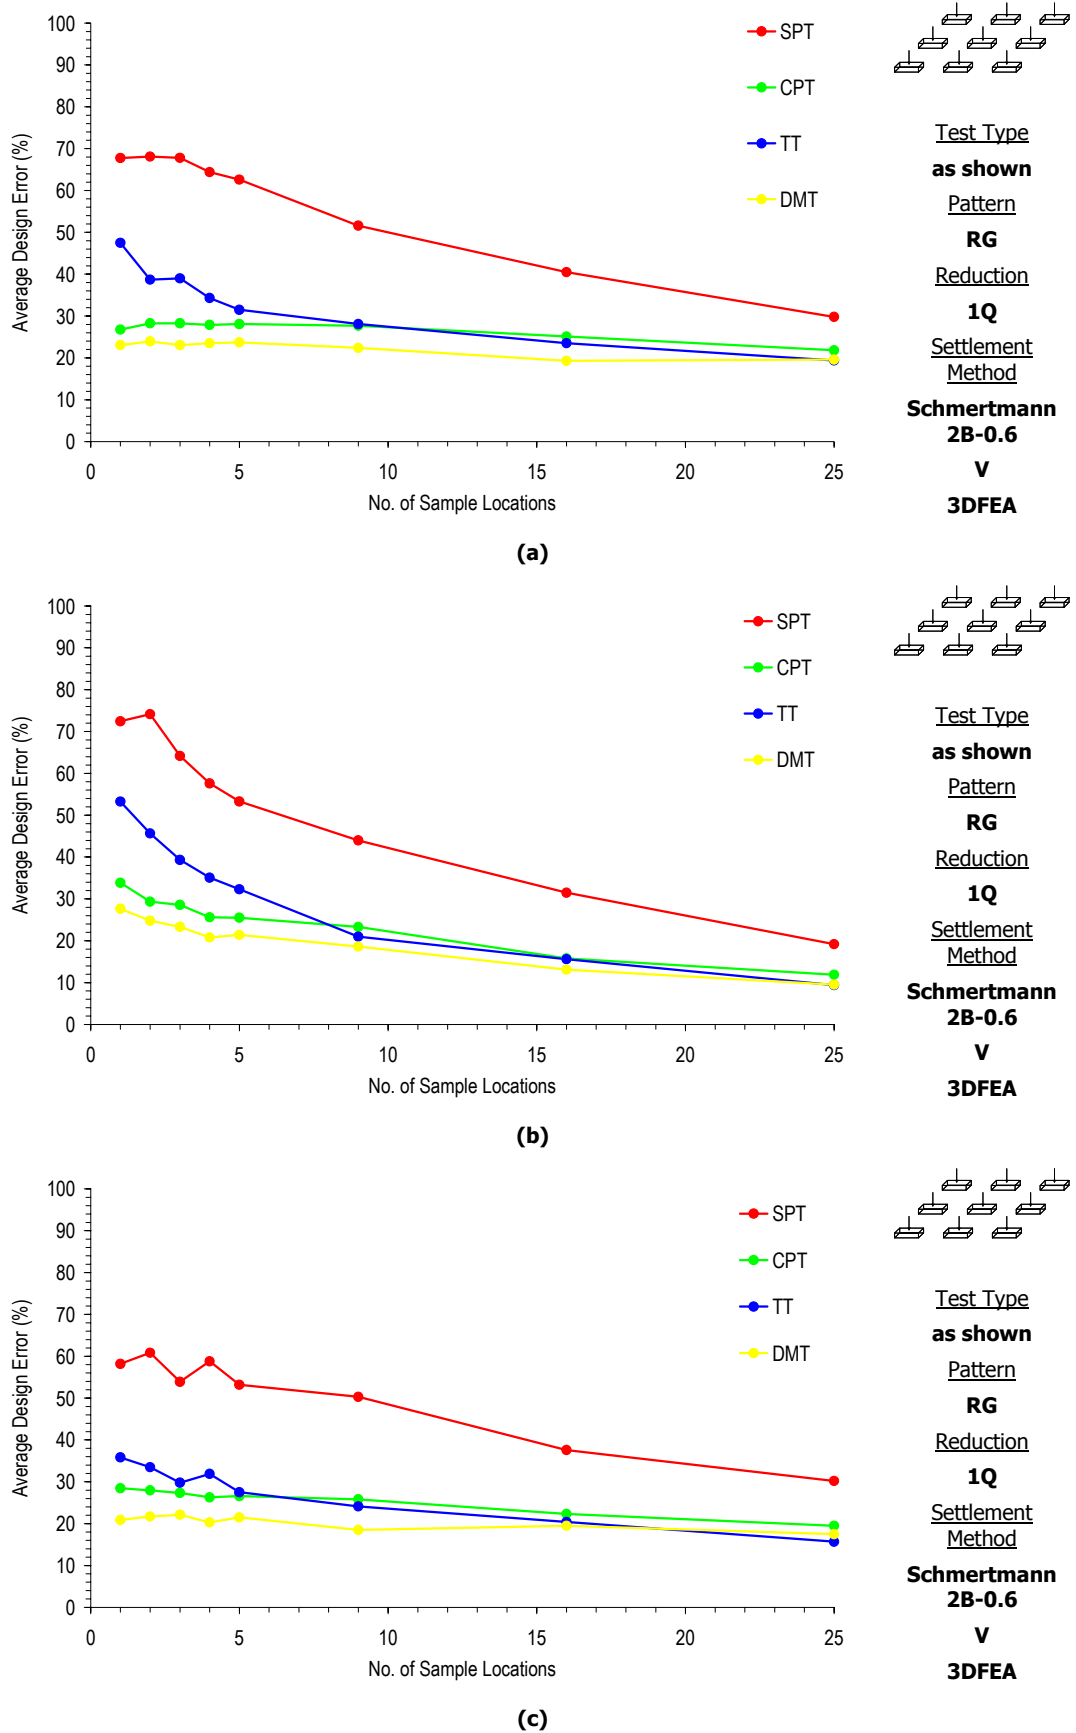 100
90
80
70
60
50
40
30
20
10
0
Average Design Error (%)
0 5 10 15 20 25
No. of Sample Locations
SPT
CPT
TT
DMT
Test Type
as shown
Pattern
RG
Reduction
1Q
Settlement
Method
Schmertmann
2B-0.6
V
3DFEA
(a)
100
90
80
70
60
50
40
30
20
10
0
Average Design Error (%)
0 5 10 15 20 25
No. of Sample Locations
SPT
CPT
TT
DMT
Test Type
as shown
Pattern
RG
Reduction
1Q
Settlement
Method
Schmertmann
2B-0.6
V
3DFEA
(b)
100
90
80
70
60
50
40
30
20
10
0
Average Design Error (%)
0 5 10 15 20 25
No. of Sample Locations
SPT
CPT
TT
DMT
Test Type
as shown
Pattern
RG
Reduction
1Q
Settlement
Method
Schmertmann
2B-0.6
V
3DFEA
(c)